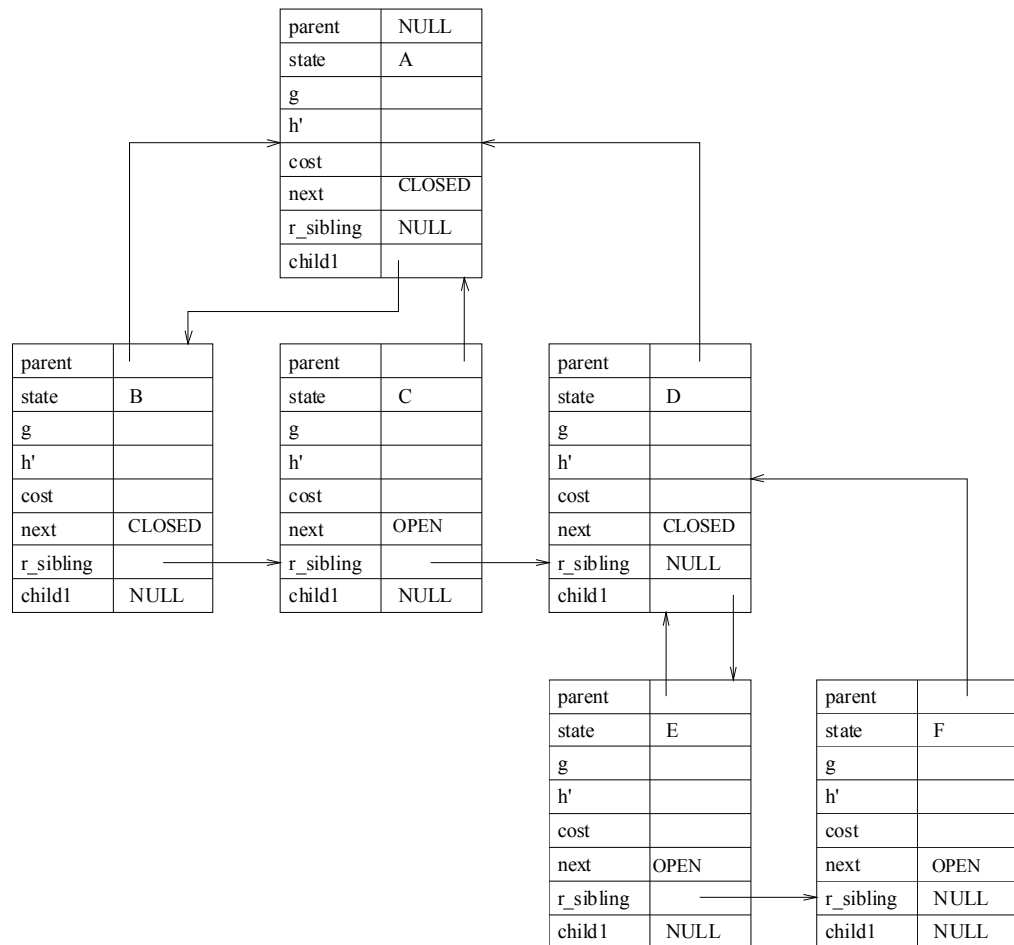 parent NULL
state A
g
h'
cost
next CLOSED
r_sibling NULL
child1
parent
state B
g
h'
cost
next CLOSED
r_sibling
child1 NULL
parent
state C
g
h'
cost
next OPEN
r_sibling
child1 NULL
parent
state D
g
h'
cost
next CLOSED
r_sibling NULL
child1
parent
state E
g
h'
cost
next OPEN
r_sibling
child1 NULL
parent
state F
g
h'
cost
next OPEN
r_sibling NULL
child1 NULL